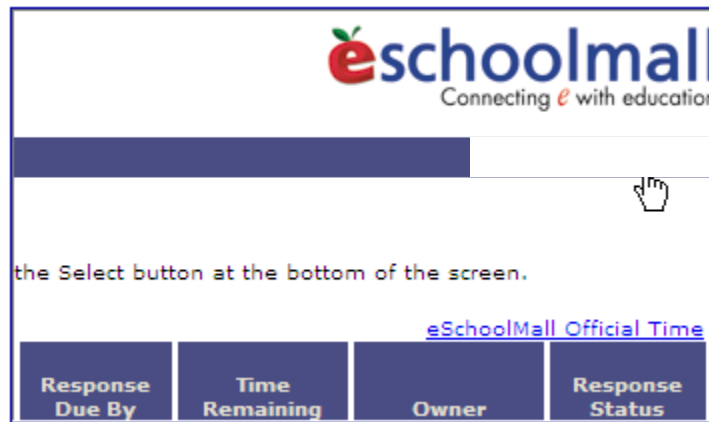 eschoolmall
Connecting e with education
the Select button at the bottom of the screen.
eSchoolMall Official Time
Response Due By
Time Remaining
Owner
Response Status